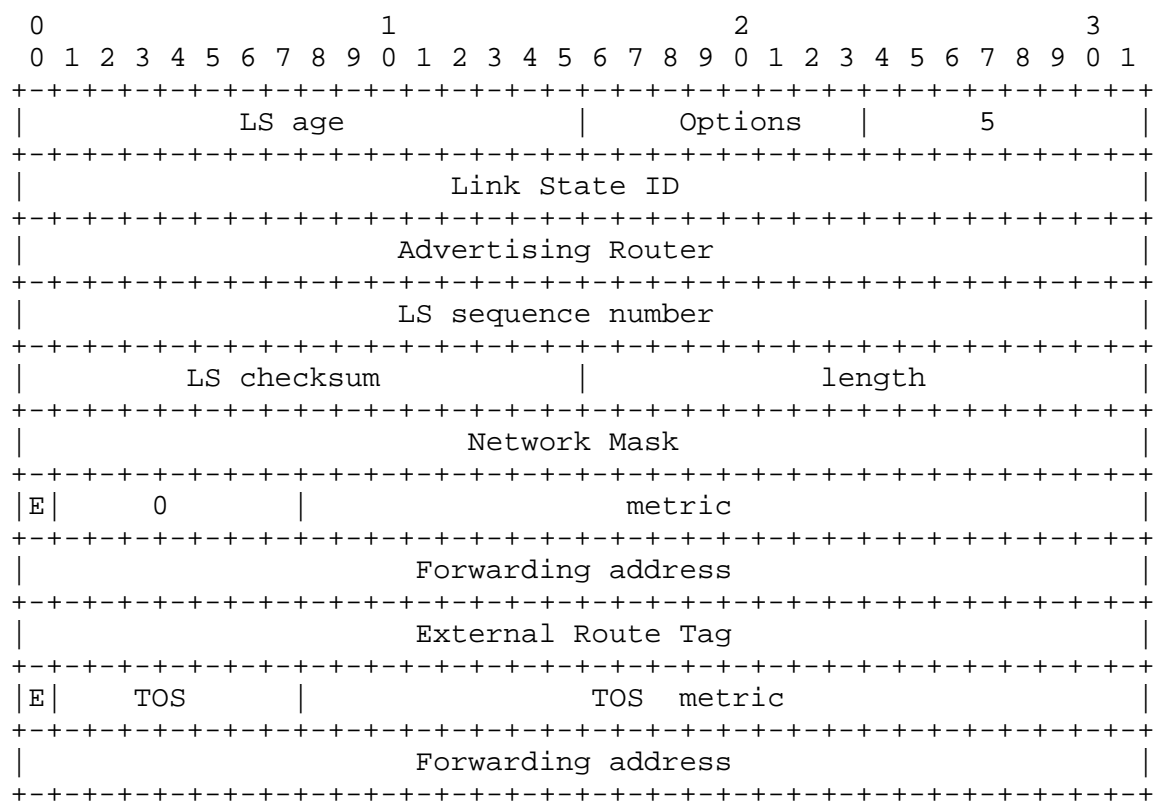 0                   1                   2                   3
0 1 2 3 4 5 6 7 8 9 0 1 2 3 4 5 6 7 8 9 0 1 2 3 4 5 6 7 8 9 0 1
+-+-+-+-+-+-+-+-+-+-+-+-+-+-+-+-+-+-+-+-+-+-+-+-+-+-+-+-+-+-+-+-+
|            LS age             |     Options   |      5        |
+-+-+-+-+-+-+-+-+-+-+-+-+-+-+-+-+-+-+-+-+-+-+-+-+-+-+-+-+-+-+-+-+
|                        Link State ID                          |
+-+-+-+-+-+-+-+-+-+-+-+-+-+-+-+-+-+-+-+-+-+-+-+-+-+-+-+-+-+-+-+-+
|                     Advertising Router                        |
+-+-+-+-+-+-+-+-+-+-+-+-+-+-+-+-+-+-+-+-+-+-+-+-+-+-+-+-+-+-+-+-+
|                     LS sequence number                        |
+-+-+-+-+-+-+-+-+-+-+-+-+-+-+-+-+-+-+-+-+-+-+-+-+-+-+-+-+-+-+-+-+
|         LS checksum           |             length            |
+-+-+-+-+-+-+-+-+-+-+-+-+-+-+-+-+-+-+-+-+-+-+-+-+-+-+-+-+-+-+-+-+
|                         Network Mask                          |
+-+-+-+-+-+-+-+-+-+-+-+-+-+-+-+-+-+-+-+-+-+-+-+-+-+-+-+-+-+-+-+-+
|E|     0       |                  metric                       |
+-+-+-+-+-+-+-+-+-+-+-+-+-+-+-+-+-+-+-+-+-+-+-+-+-+-+-+-+-+-+-+-+
|                      Forwarding address                       |
+-+-+-+-+-+-+-+-+-+-+-+-+-+-+-+-+-+-+-+-+-+-+-+-+-+-+-+-+-+-+-+-+
|                      External Route Tag                       |
+-+-+-+-+-+-+-+-+-+-+-+-+-+-+-+-+-+-+-+-+-+-+-+-+-+-+-+-+-+-+-+-+
|E|    TOS      |                TOS  metric                    |
+-+-+-+-+-+-+-+-+-+-+-+-+-+-+-+-+-+-+-+-+-+-+-+-+-+-+-+-+-+-+-+-+
|                      Forwarding address                       |
+-+-+-+-+-+-+-+-+-+-+-+-+-+-+-+-+-+-+-+-+-+-+-+-+-+-+-+-+-+-+-+-+